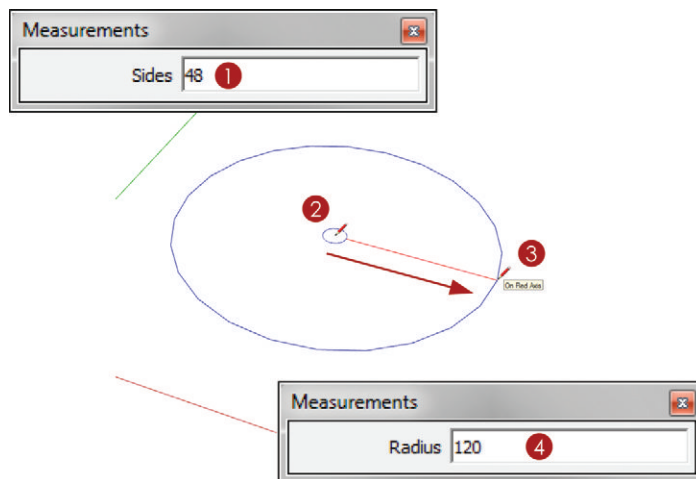 Measurements
Sides 48 1
2
3
On Red Axis
Measurements
Radius 120 4